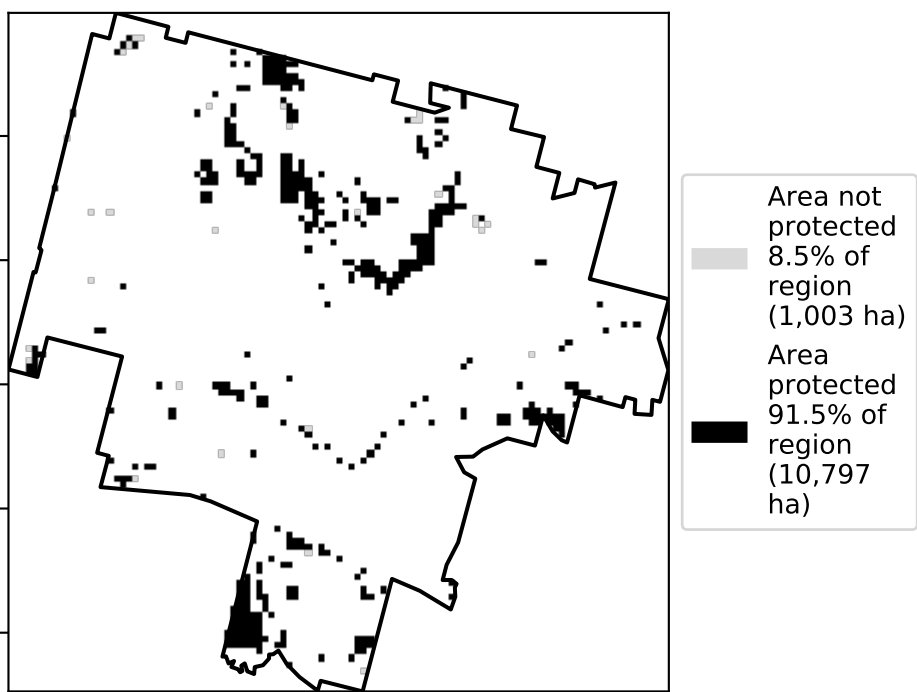 Area not
protected
8.5% of
region
(1,003 ha)
Area
protected
91.5% of
region
(10,797
ha)